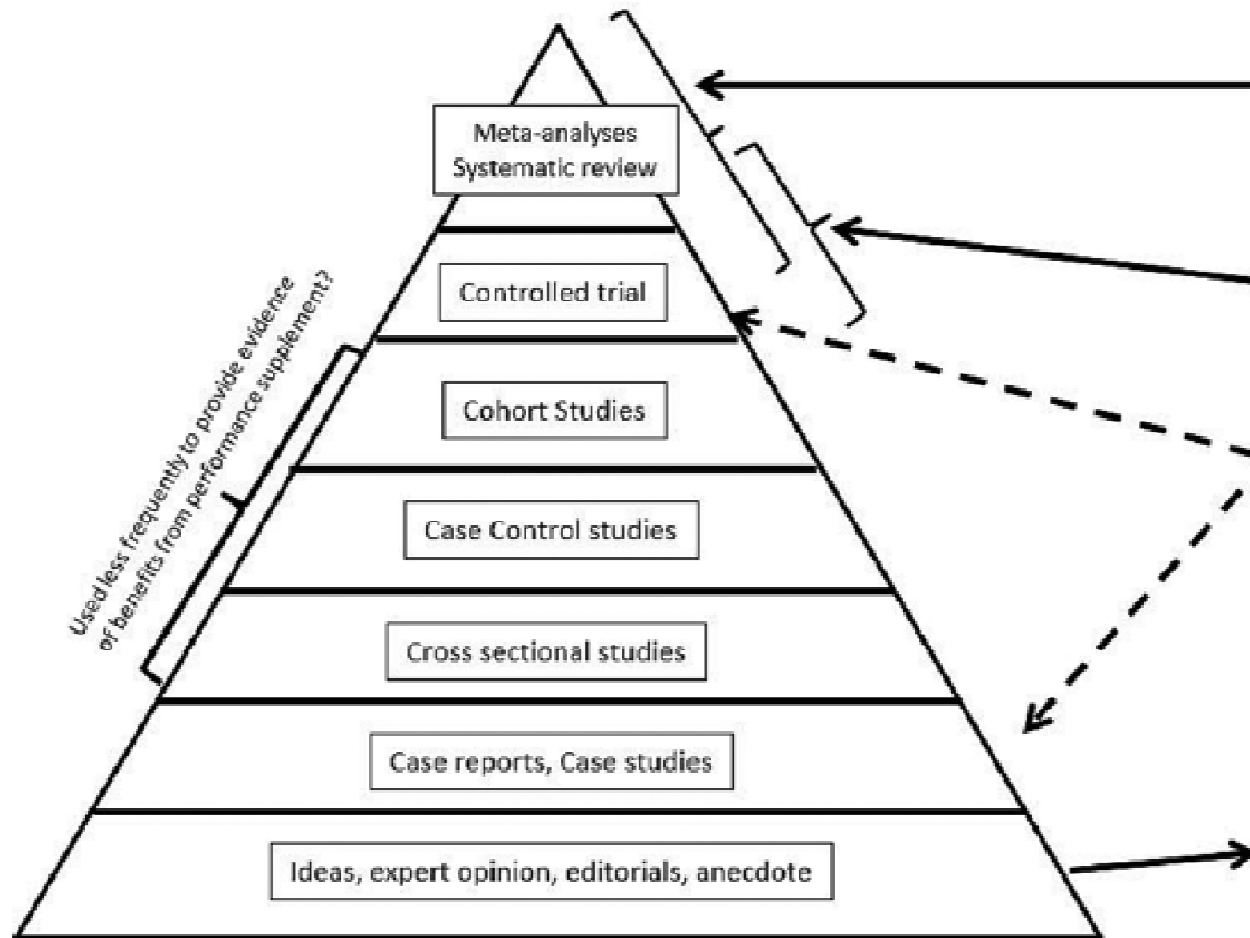 Meta-analyses
Systematic review
Controlled trial
Used less frequently to provide evidence
of benefits from performance supplement?
Cohort Studies
Case Control studies
Cross sectional studies
Case reports, Case studies
Ideas, expert opinion, editorials, anecdote